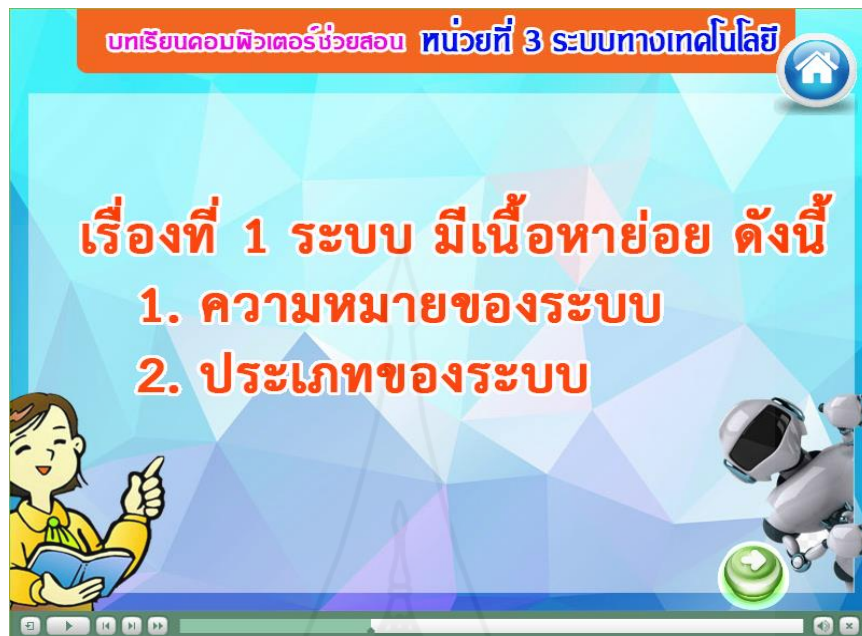 บทเรียนคอมพิวเตอร์ช่วยสอน หน่วยที่ 3 ระบบทางเทคโนโลยี
เรื่องที่ 1 ระบบ มีเนื้อหาย่อย ดังนี้
1. ความหมายของระบบ
2. ประเภทของระบบ